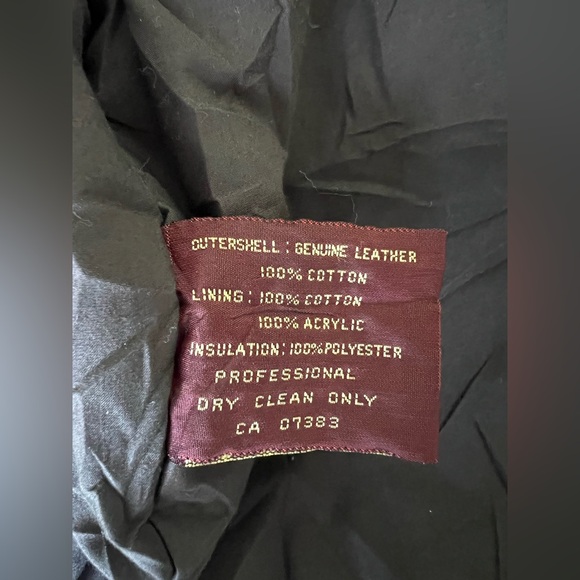 OUTERSHELL: GENUINE LEATHER
100% COTTON
LINING: 100% COTTON
100% ACRYLIC
INSULATION: 100% POLYESTER
PROFESSIONAL
DRY CLEAN ONLY
CA 07383